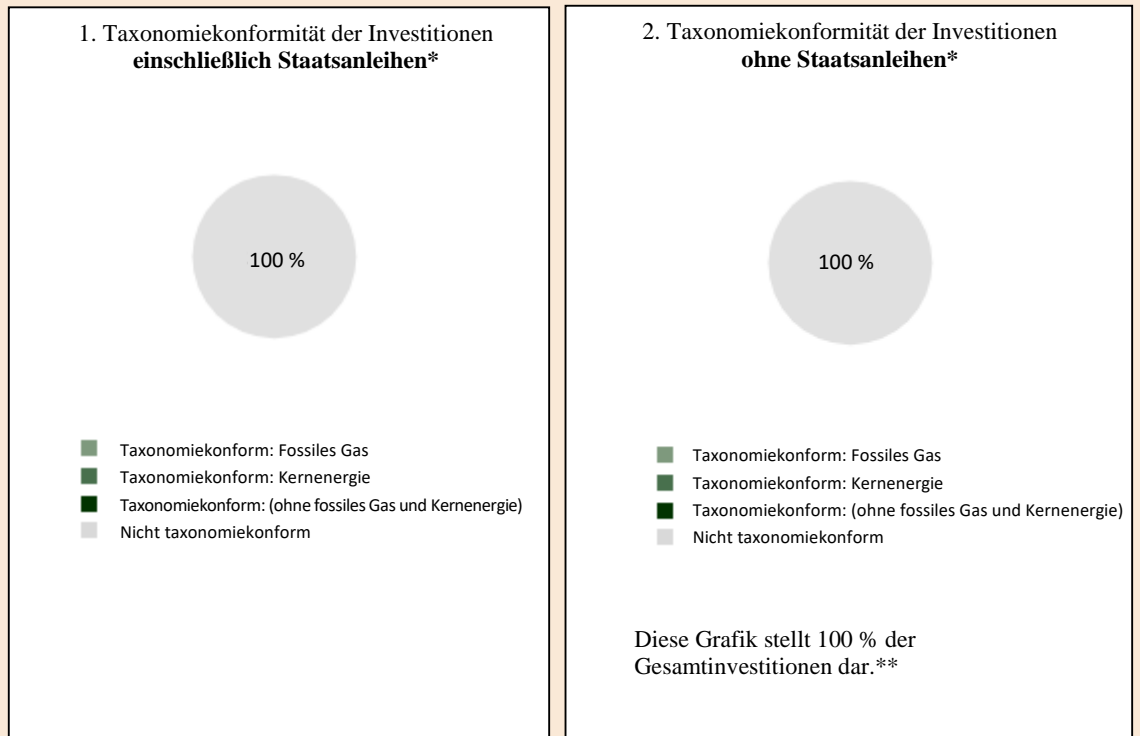 1. Taxonomiekonformität der Investitionen
einschließlich Staatsanleihen*
100 %
Taxonomiekonform: Fossiles Gas
Taxonomiekonform: Kernenergie
Taxonomiekonform: (ohne fossiles Gas und Kernenergie)
Nicht taxonomiekonform
2. Taxonomiekonformität der Investitionen
ohne Staatsanleihen*
100 %
Taxonomiekonform: Fossiles Gas
Taxonomiekonform: Kernenergie
Taxonomiekonform: (ohne fossiles Gas und Kernenergie)
Nicht taxonomiekonform
Diese Grafik stellt 100 % der
Gesamtinvestitionen dar.**